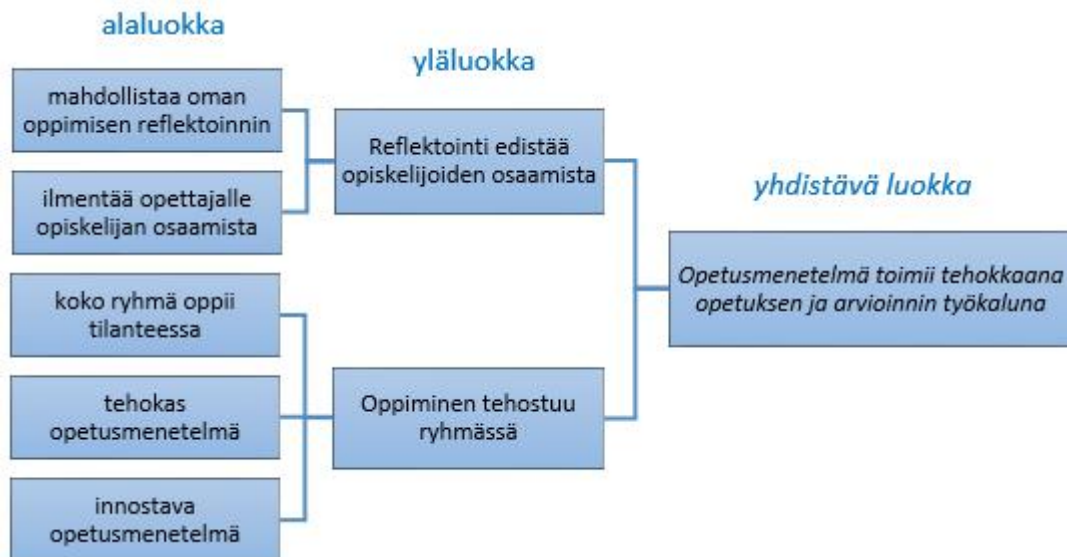 alaluokka
mahdollistaa oman
oppimisen reflektoinnin
ilmentää opettajalle
opiskelijan osaamista
koko ryhmä oppii
tilanteessa
tehokas
opetusmenetelmä
innostava
opetusmenetelmä
yläluokka
Reflektointi edistää
opiskelijoiden osaamista
Oppiminen tehostuu
ryhmässä
yhdistävä luokka
Opetusmenetelmä toimii tehokkaana
opetuksen ja arvioinnin työkaluna